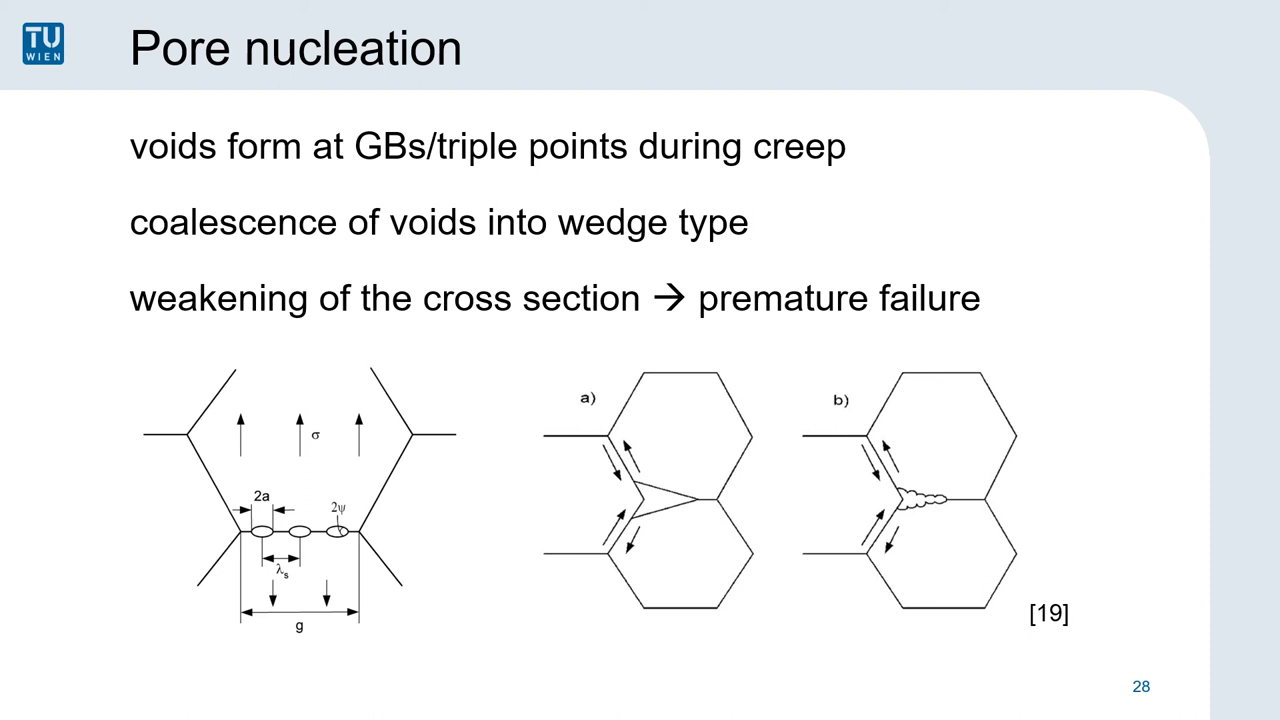 TU
WIEN
Pore nucleation
voids form at GBs/triple points during creep
coalescence of voids into wedge type
weakening of the cross section → premature failure
σ
2a
2ψ
λs
g
a)
b)
[19]
28